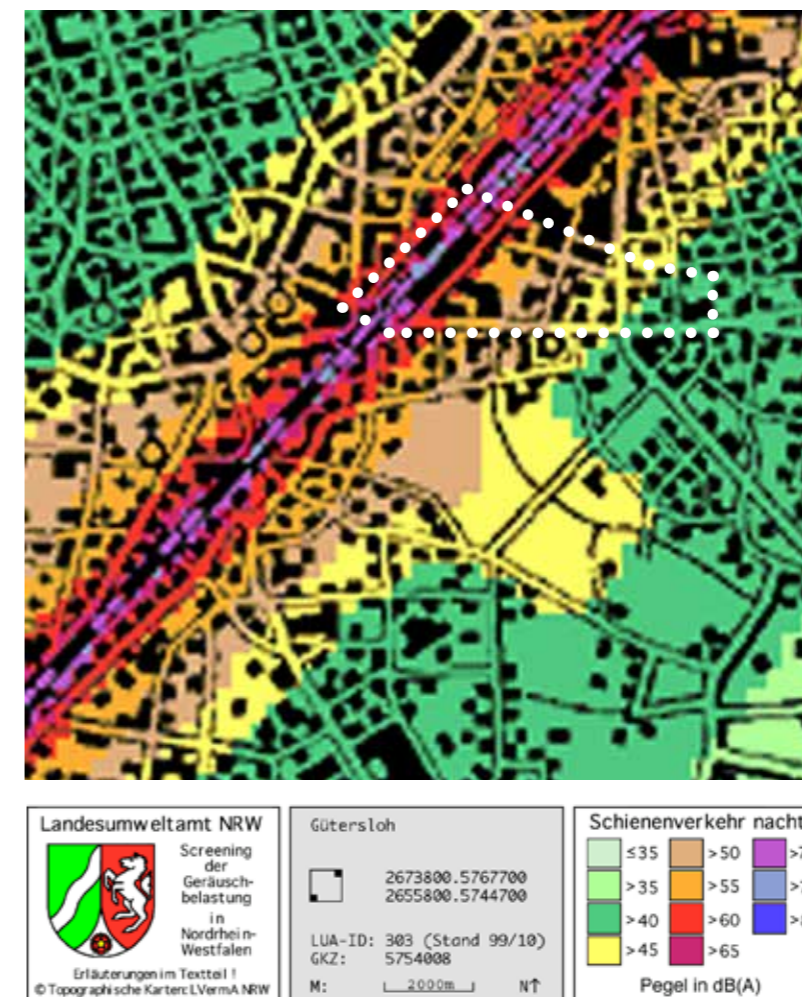 Landesumweltamt NRW
Screening
der
Geräusch-
belastung
in
Nordrhein-
Westfalen
Erläuterungen im Textteil !
© Topographische Karten: LVermA NRW
Gütersloh
2673800.5767700
2655800.5744700
LUA-ID: 303 (Stand 99/10)
GKZ: 5754008
M: 2000m N↑
Schienenverkehr nacht
≤35 >50
>35 >55
>40 >60
>45 >65
Pegel in dB(A)